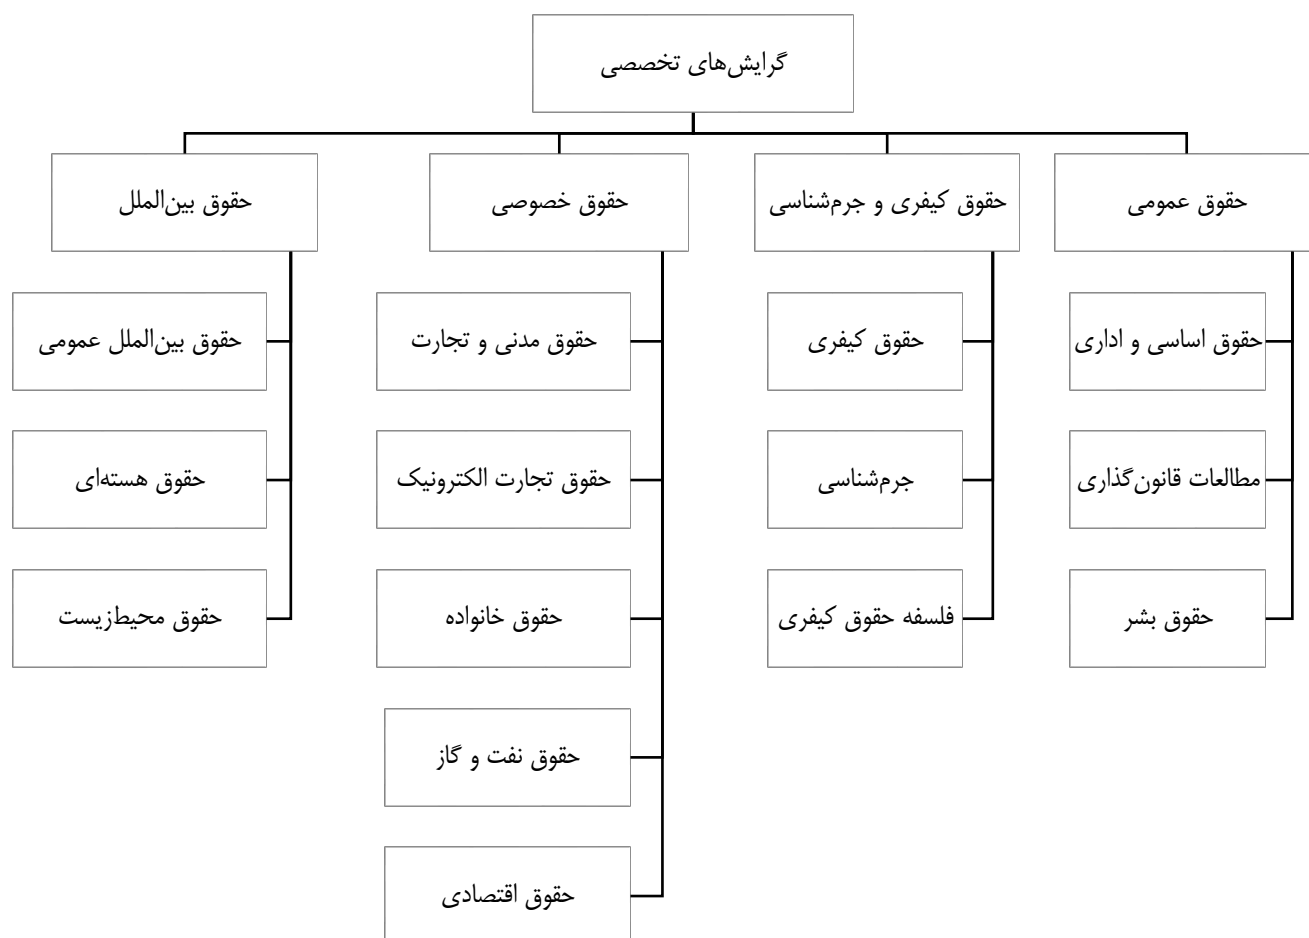 گرایش‌های تخصصی
حقوق عمومی
حقوق کیفری و جرم‌شناسی
حقوق خصوصی
حقوق بین‌الملل
حقوق اساسی و اداری
مطالعات قانون‌گذاری
حقوق بشر
حقوق کیفری
جرم‌شناسی
فلسفه حقوق کیفری
حقوق مدنی و تجارت
حقوق تجارت الکترونیک
حقوق خانواده
حقوق نفت و گاز
حقوق اقتصادی
حقوق بین‌الملل عمومی
حقوق هسته‌ای
حقوق محیط‌زیست